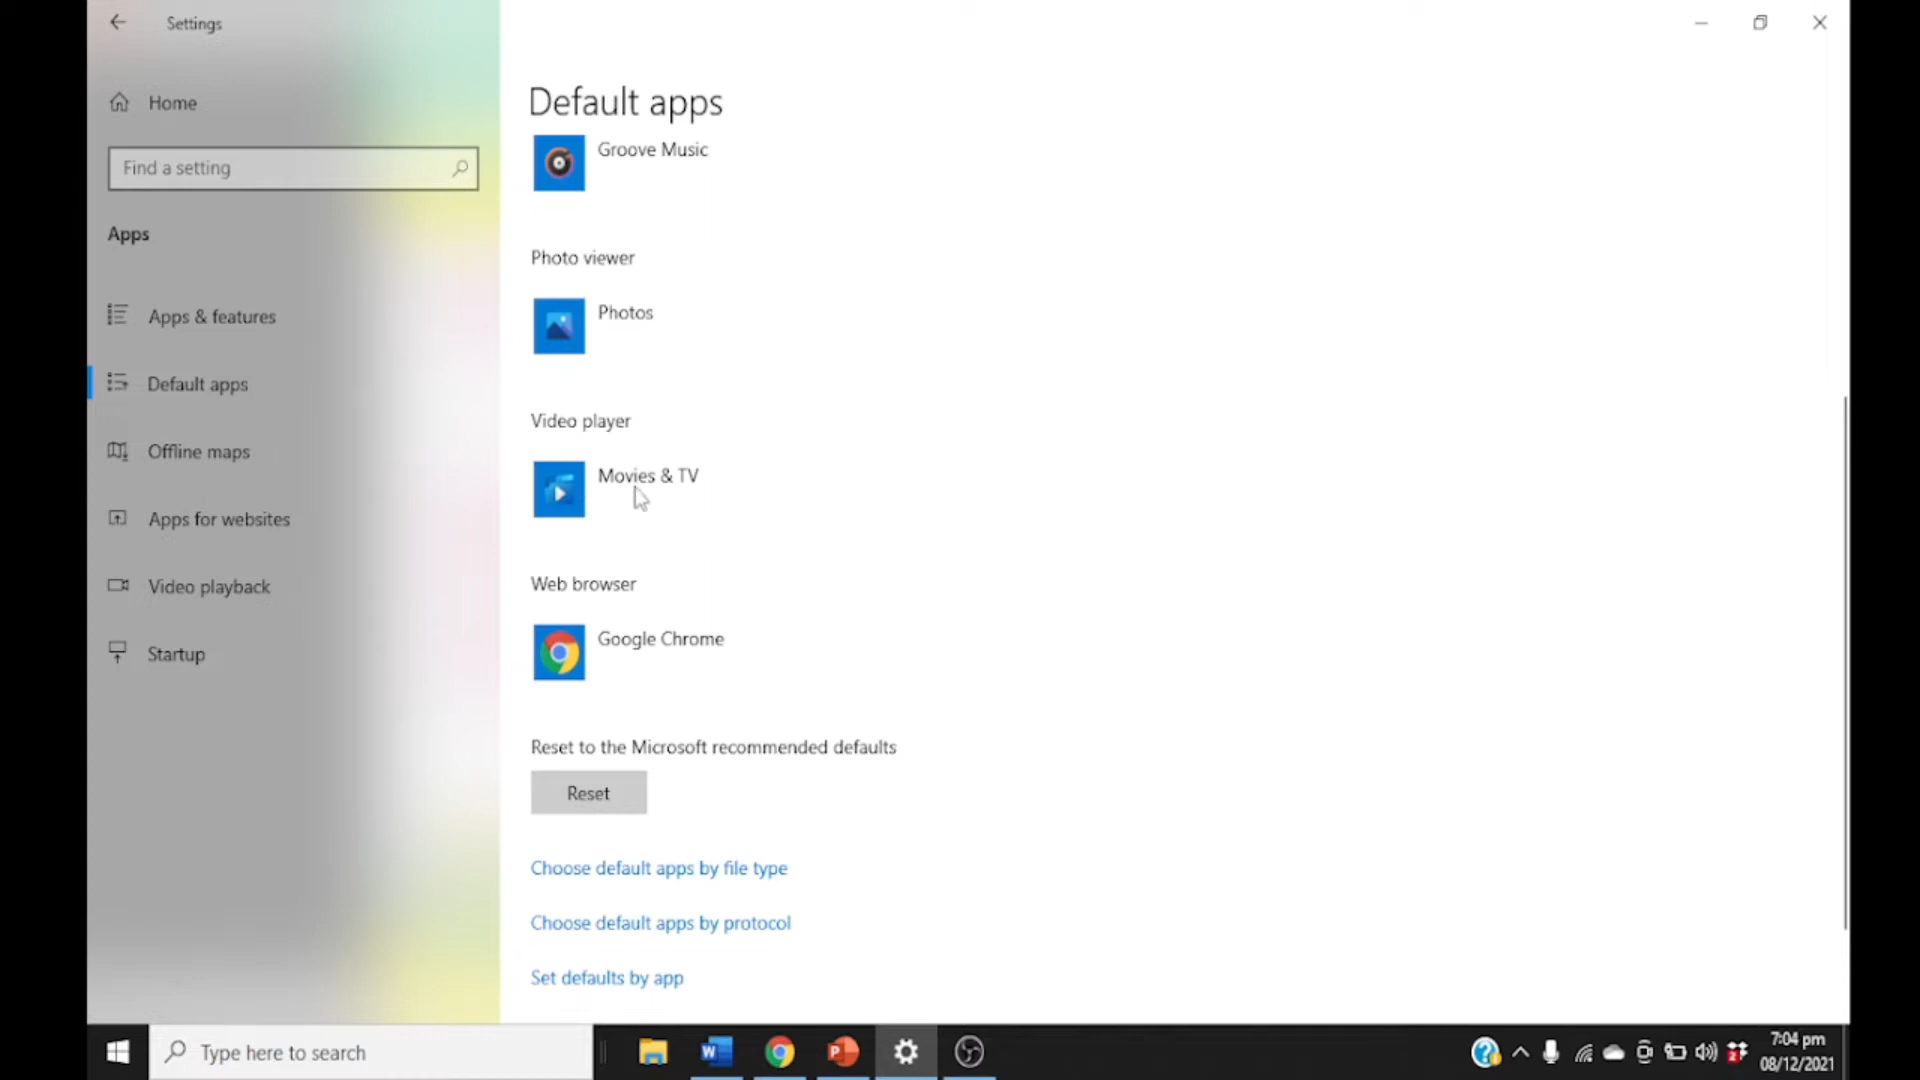 Settings
Home
Find a setting
Apps
Apps & features
Default apps
Offline maps
Apps for websites
Video playback
Startup
Default apps
Groove Music
Photo viewer
Photos
Video player
Movies & TV
Web browser
Google Chrome
Reset to the Microsoft recommended defaults
Reset
Choose default apps by file type
Choose default apps by protocol
Set defaults by app
Type here to search
7:04 pm
08/12/2021